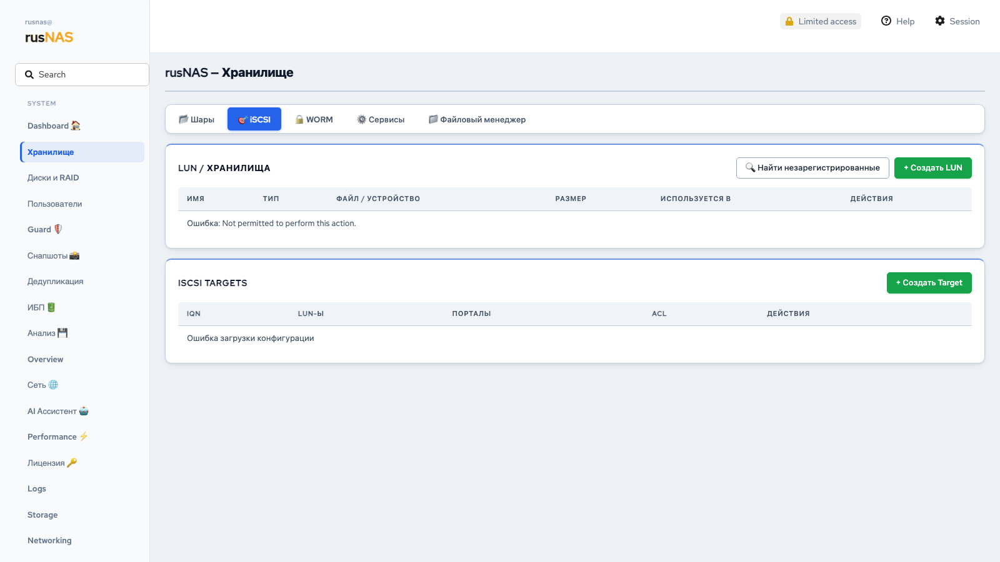 rusnas@
rusNAS
Search
SYSTEM
Dashboard
Хранилище
Диски и RAID
Пользователи
Guard
Снапшоты
Дедупликация
ИБП
Анализ
Overview
Сеть
AI Ассистент
Performance
Лицензия
Logs
Storage
Networking
Limited access
Help
Session
rusNAS — Хранилище
Шары
iSCSI
WORM
Сервисы
Файловый менеджер
LUN / ХРАНИЛИЩА
Найти незарегистрированные
+ Создать LUN
ИМЯ ТИП ФАЙЛ / УСТРОЙСТВО РАЗМЕР ИСПОЛЬЗУЕТСЯ В ДЕЙСТВИЯ
Ошибка: Not permitted to perform this action.
ISCSI TARGETS
+ Создать Target
IQN LUN-Ы ПОРТАЛЫ ACL ДЕЙСТВИЯ
Ошибка загрузки конфигурации